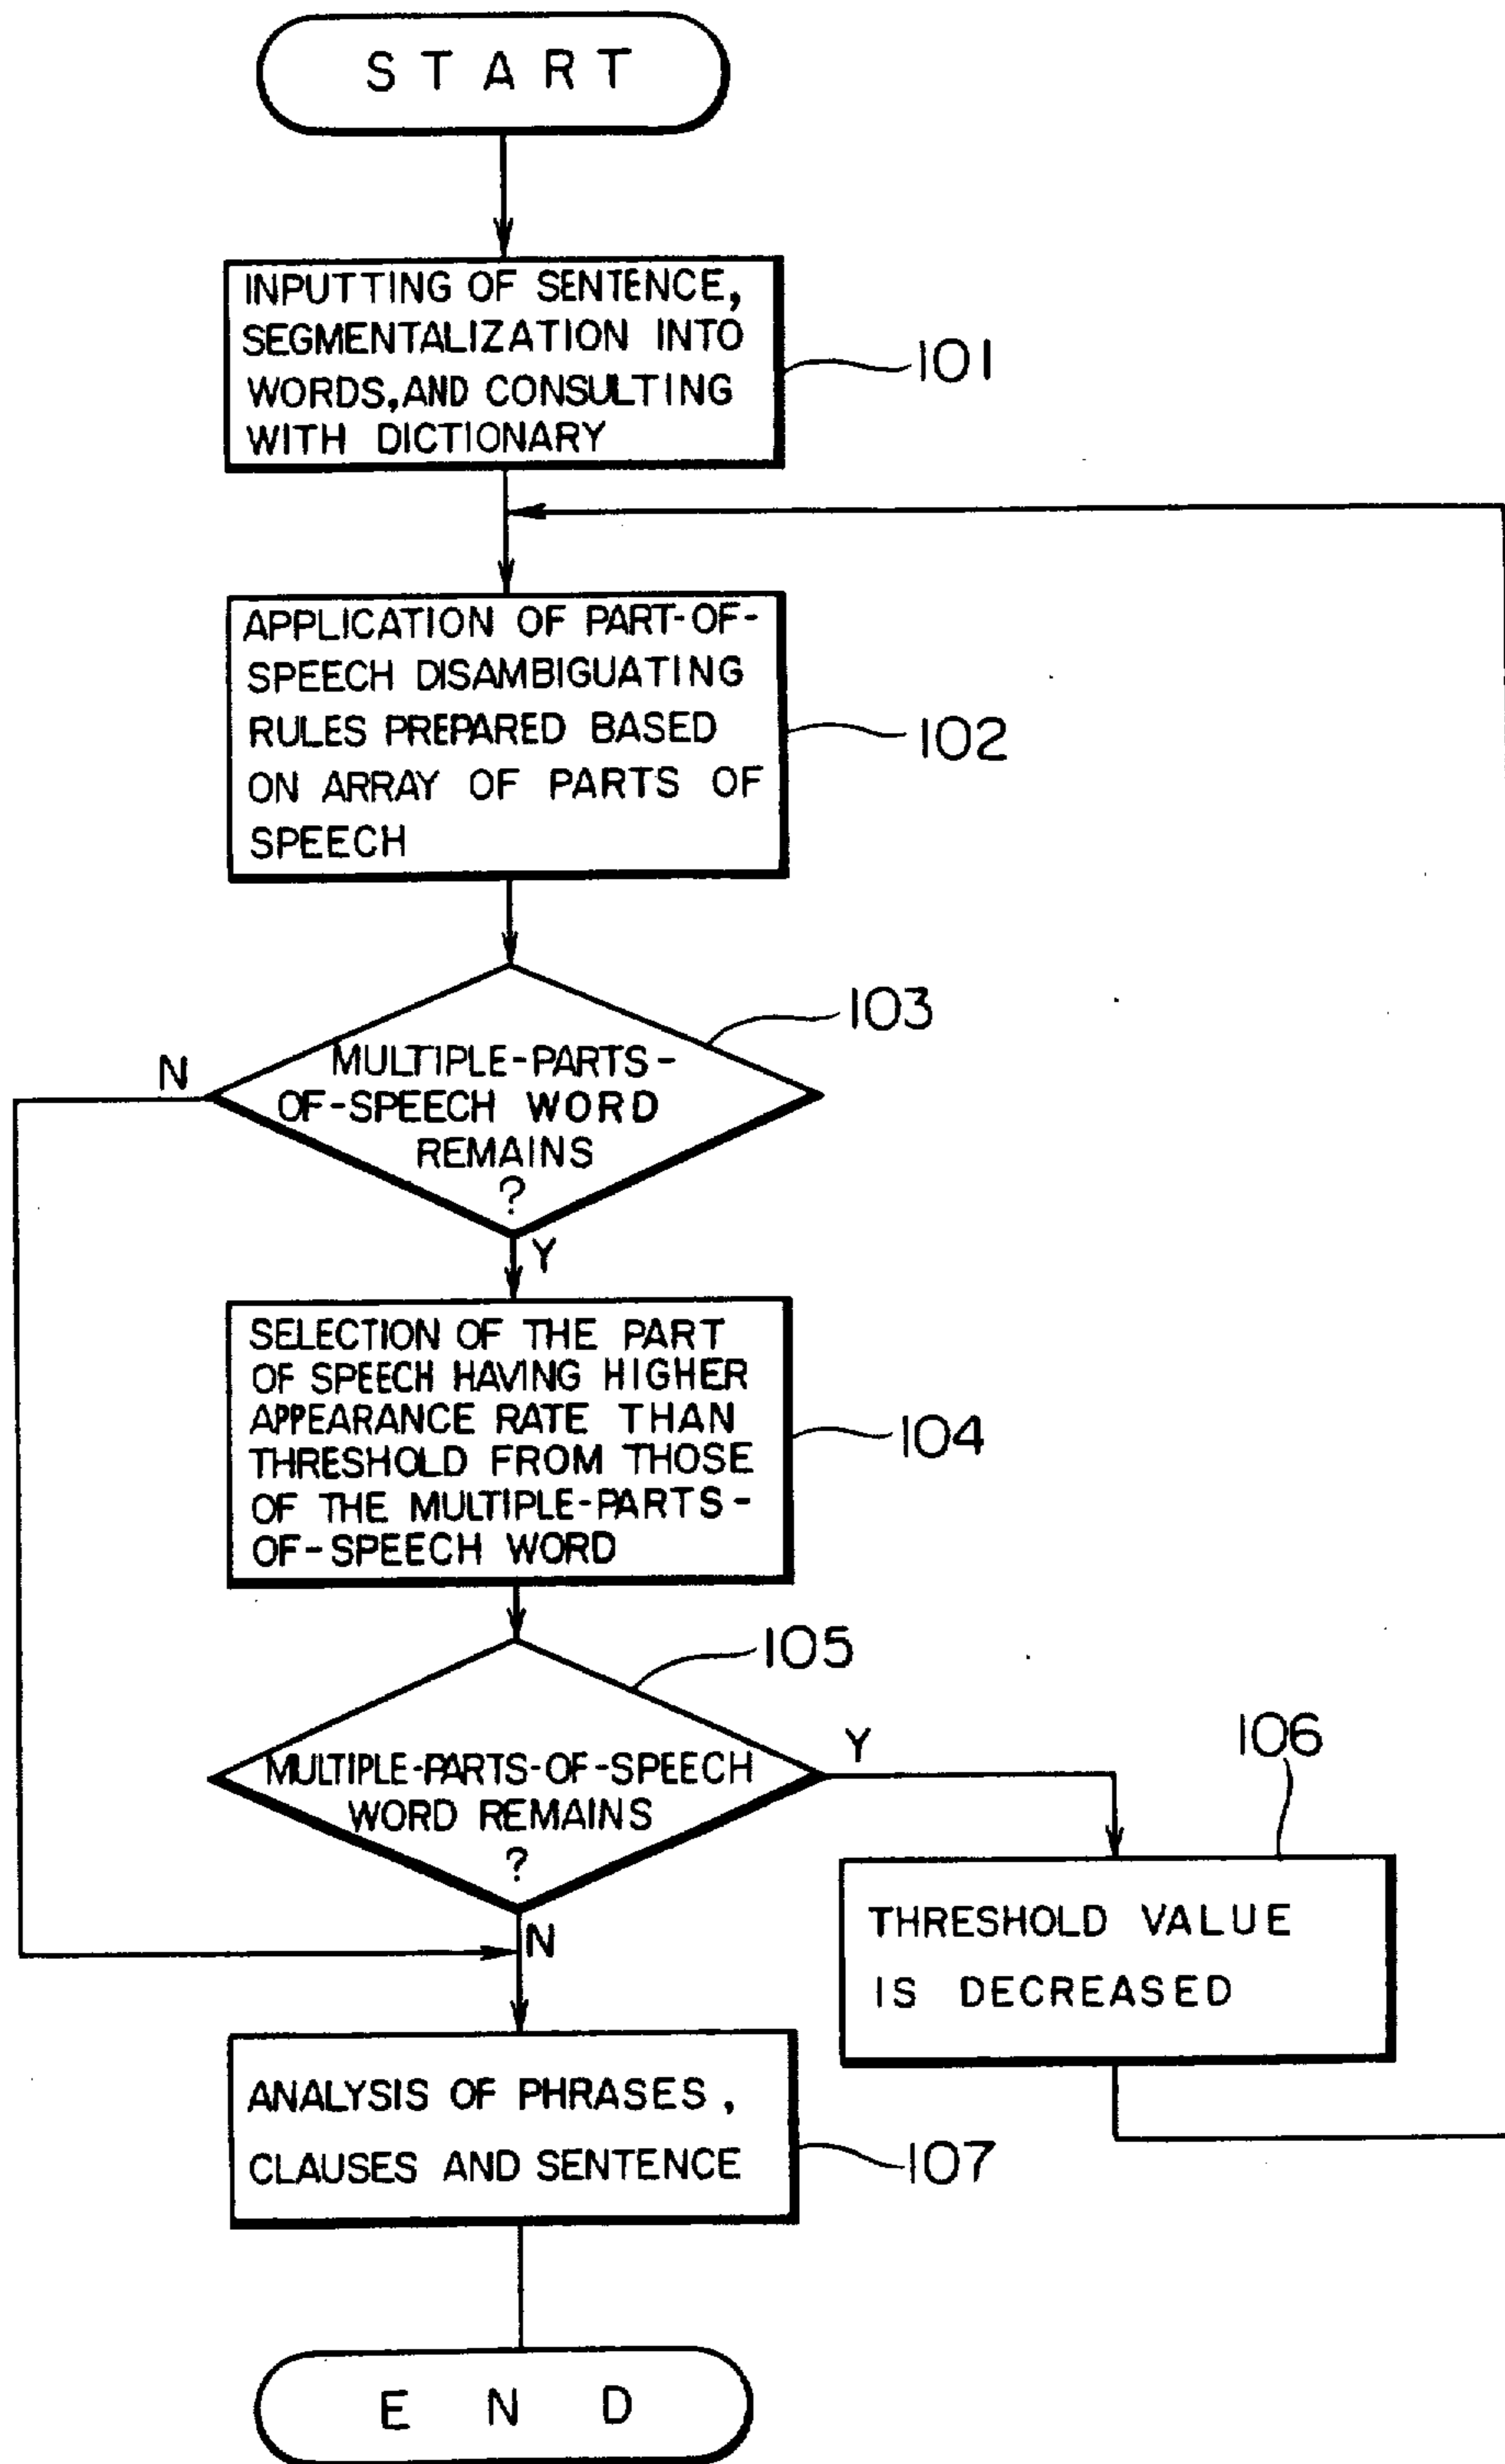 START
INPUTTING OF SENTENCE,
SEGMENTALIZATION INTO
WORDS, AND CONSULTING
WITH DICTIONARY
101
APPLICATION OF PART-OF-
SPEECH DISAMBIGUATING
RULES PREPARED BASED
ON ARRAY OF PARTS OF
SPEECH
102
103
N
MULTIPLE-PARTS-
OF-SPEECH WORD
REMAINS
?
Y
SELECTION OF THE PART
OF SPEECH HAVING HIGHER
APPEARANCE RATE THAN
THRESHOLD FROM THOSE
OF THE MULTIPLE-PARTS-
OF-SPEECH WORD
104
105
MULTIPLE-PARTS-OF-SPEECH
WORD REMAINS
?
Y
N
106
THRESHOLD VALUE
IS DECREASED
ANALYSIS OF PHRASES,
CLAUSES AND SENTENCE
107
END